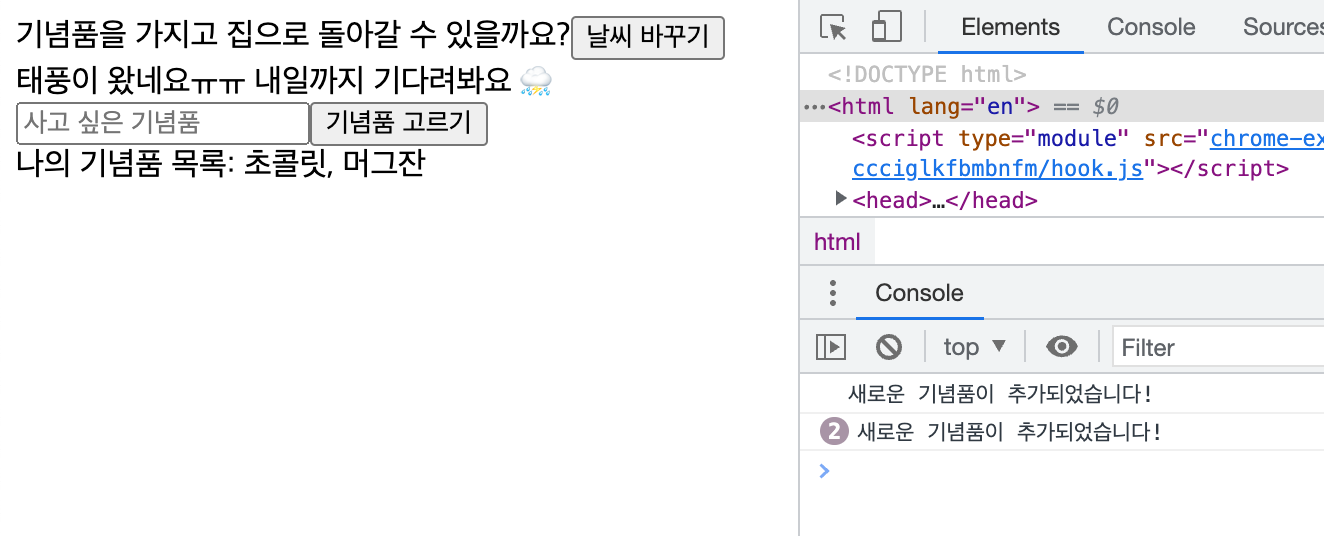 기념품을 가지고 집으로 돌아갈 수 있을까요? 날씨 바꾸기
태풍이 왔네요ㅠㅠ 내일까지 기다려봐요 ⛈️
사고 싶은 기념품 기념품 고르기
나의 기념품 목록: 초콜릿, 머그잔
Elements Console Sources
<!DOCTYPE html>
…<html lang="en"> == $0
<script type="module" src="chrome-ex
ccciglkfbmbnfm/hook.js"></script>
▶<head>…</head>
html
Console
top ▼ Filter
새로운 기념품이 추가되었습니다!
2 새로운 기념품이 추가되었습니다!
>